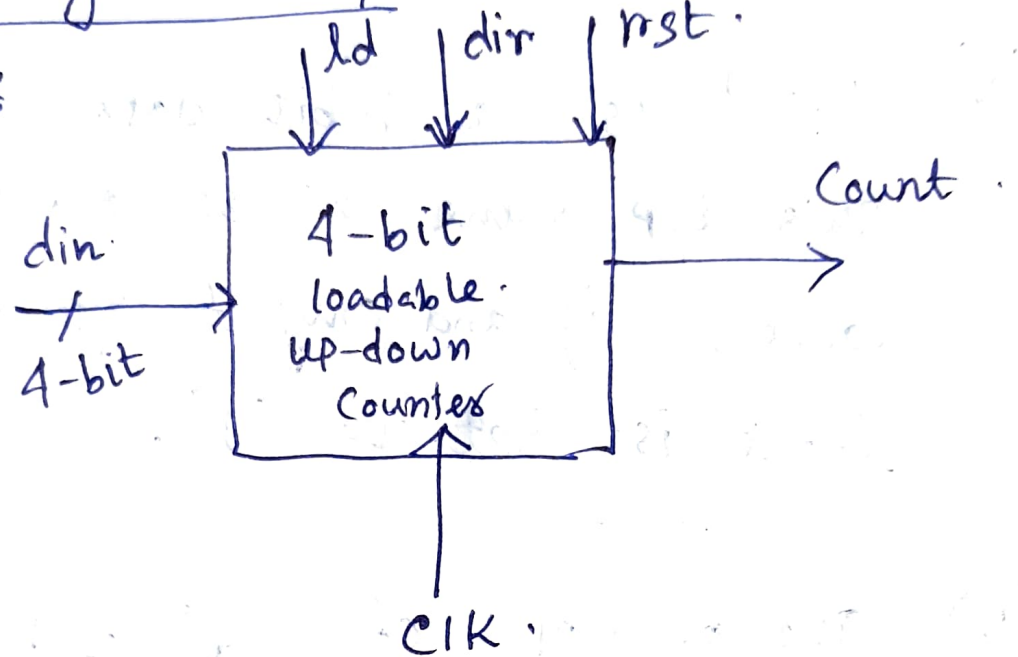 ld dir rst.
Count.
din.
4-bit
4-bit
loadable.
up-down
Counter
Clk.